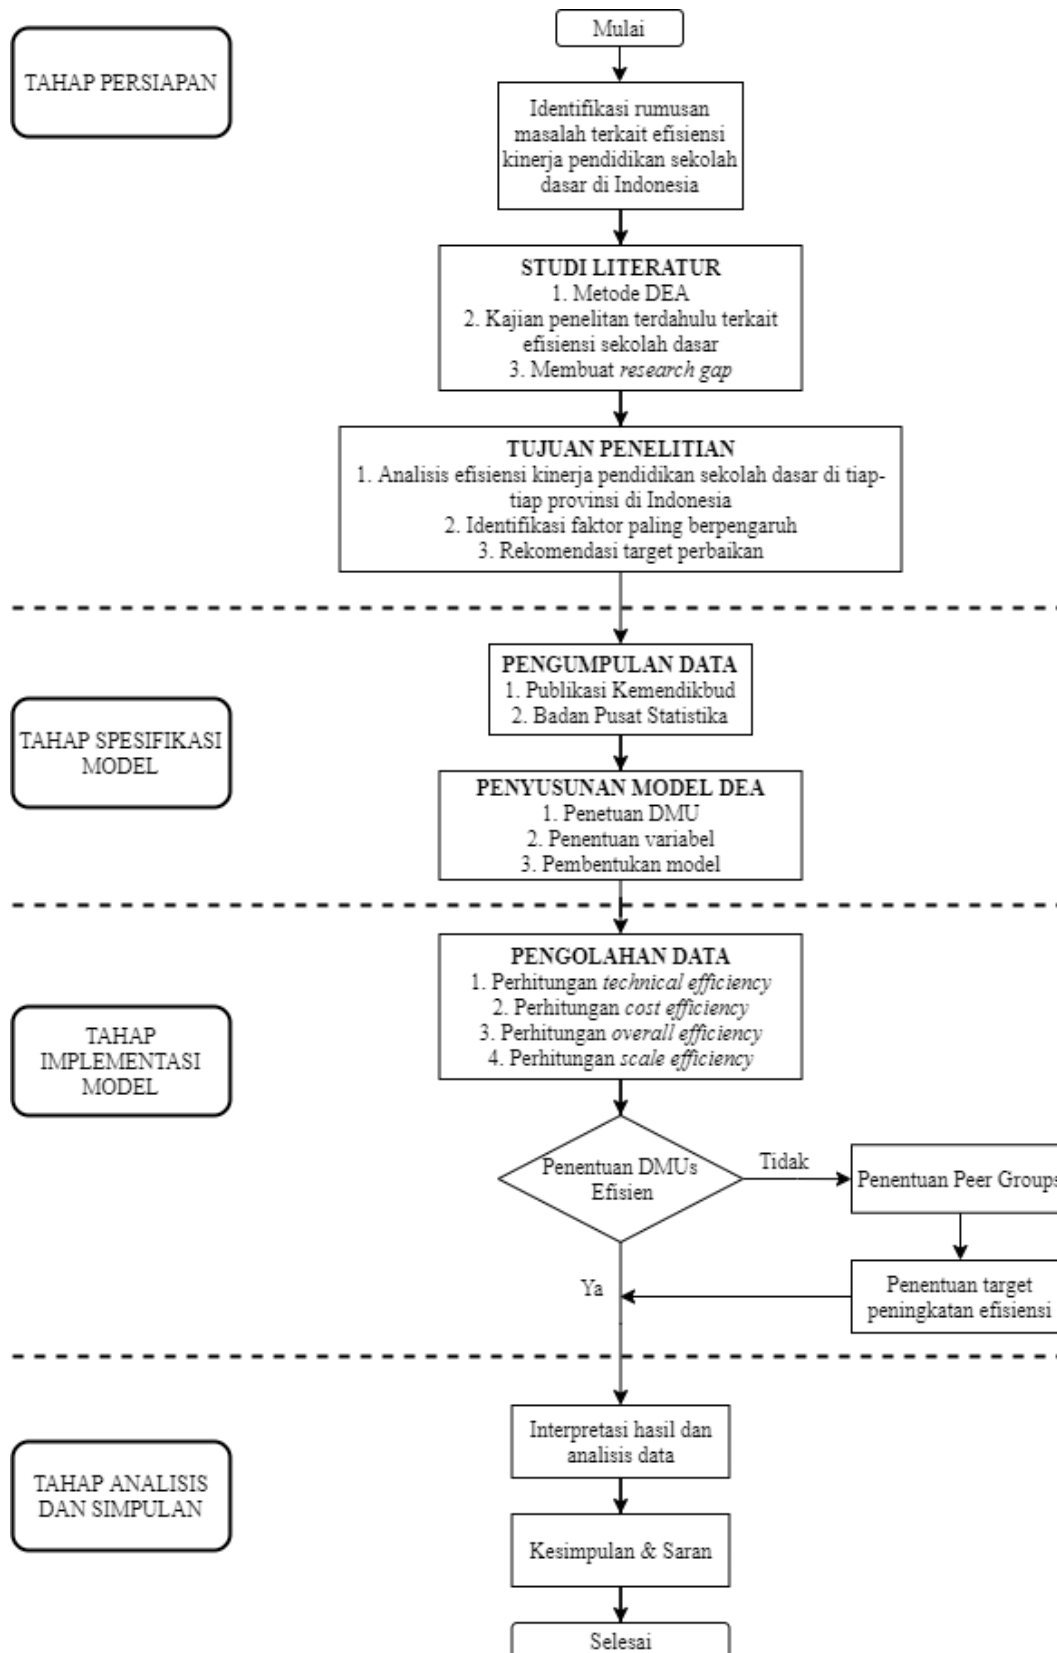 Mulai
TAHAP PERSIAPAN
Identifikasi rumusan
masalah terkait efisiensi
kinerja pendidikan sekolah
dasar di Indonesia
STUDI LITERATUR
1. Metode DEA
2. Kajian penelitan terdahulu terkait
efisiensi sekolah dasar
3. Membuat research gap
TUJUAN PENELITIAN
1. Analisis efisiensi kinerja pendidikan sekolah dasar di tiap-
tiap provinsi di Indonesia
2. Identifikasi faktor paling berpengaruh
3. Rekomendasi target perbaikan
TAHAP SPESIFIKASI
MODEL
PENGUMPULAN DATA
1. Publikasi Kemendikbud
2. Badan Pusat Statistika
PENYUSUNAN MODEL DEA
1. Penetuan DMU
2. Penentuan variabel
3. Pembentukan model
TAHAP
IMPLEMENTASI
MODEL
PENGOLAHAN DATA
1. Perhitungan technical efficiency
2. Perhitungan cost efficiency
3. Perhitungan overall efficiency
4. Perhitungan scale efficiency
Penentuan DMUs
Efisien
Tidak
Penentuan Peer Groups
Ya
Penentuan target
peningkatan efisiensi
TAHAP ANALISIS
DAN SIMPULAN
Interpretasi hasil dan
analisis data
Kesimpulan & Saran
Selesai